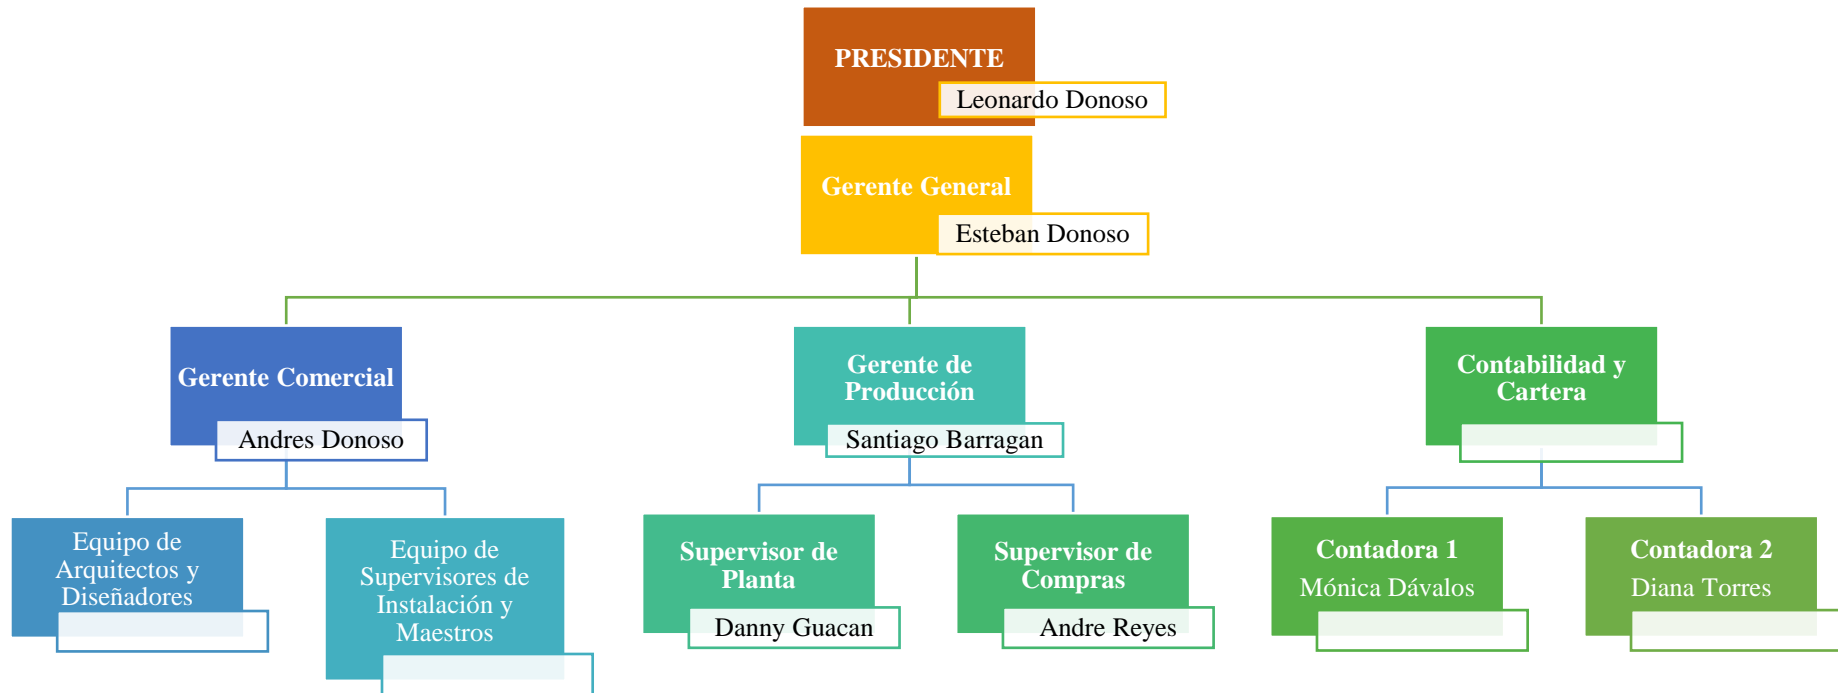 PRESIDENTE
Leonardo Donoso
Gerente General
Esteban Donoso
Gerente Comercial
Andres Donoso
Gerente de
Producción
Santiago Barragan
Contabilidad y
Cartera
Equipo de
Arquitectos y
Diseñadores
Equipo de
Supervisores de
Instalación y
Maestros
Supervisor de
Planta
Danny Guacan
Supervisor de
Compras
Andre Reyes
Contadora 1
Mónica Dávalos
Contadora 2
Diana Torres